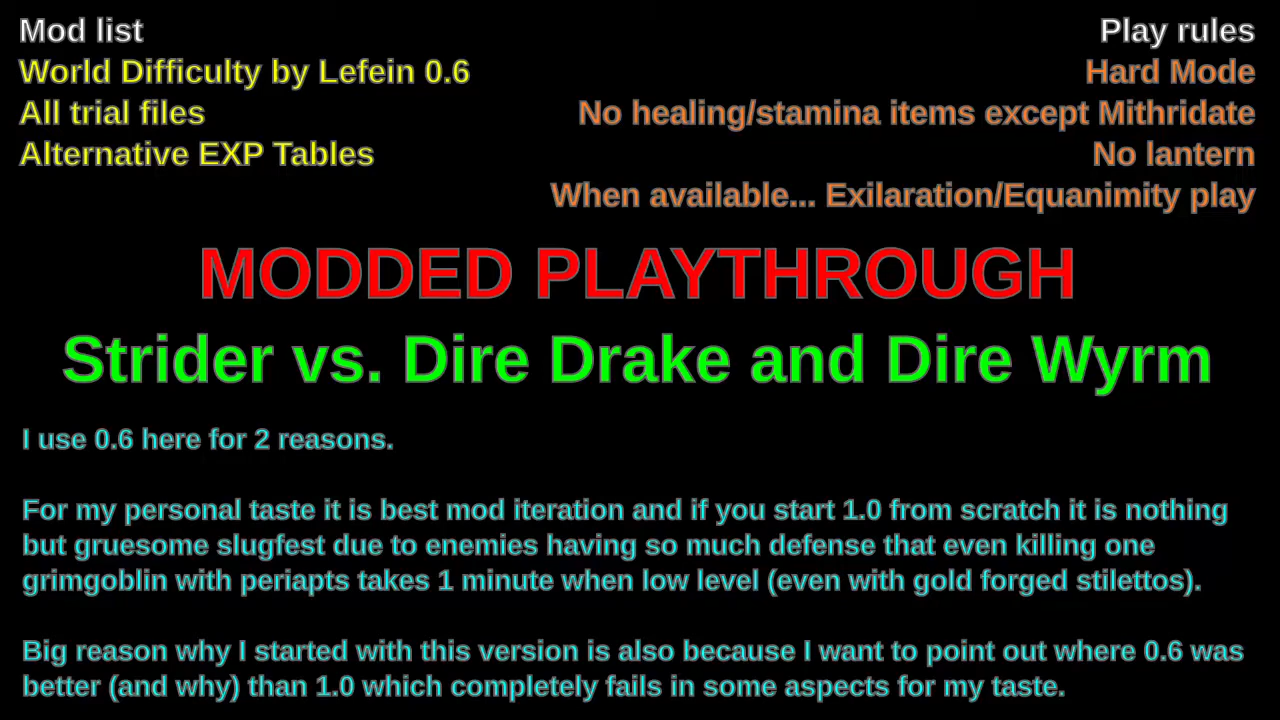 Mod list
World Difficulty by Lefein 0.6
All trial files
Alternative EXP Tables
Play rules
Hard Mode
No healing/stamina items except Mithridate
No lantern
When available... Exilaration/Equanimity play
MODDED PLAYTHROUGH
Strider vs. Dire Drake and Dire Wyrm
I use 0.6 here for 2 reasons.
For my personal taste it is best mod iteration and if you start 1.0 from scratch it is nothing
but gruesome slugfest due to enemies having so much defense that even killing one
grimgoblin with periapts takes 1 minute when low level (even with gold forged stilettos).
Big reason why I started with this version is also because I want to point out where 0.6 was
better (and why) than 1.0 which completely fails in some aspects for my taste.